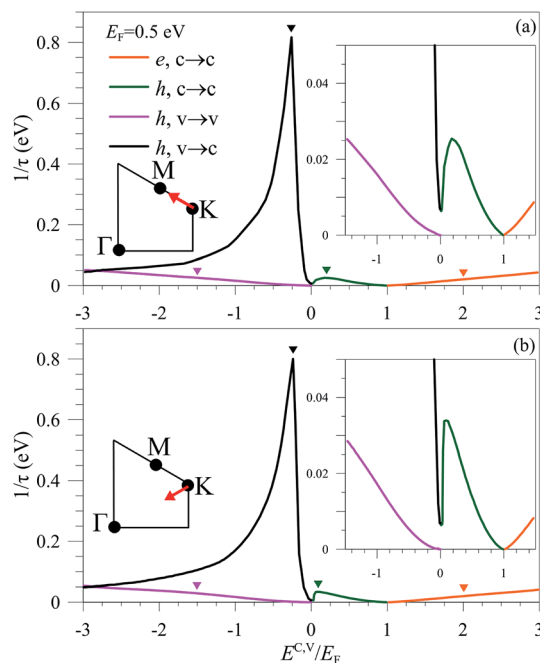 E_F=0.5 eV
(a)
e, c→c
h, c→c
h, v→v
h, v→c
M
K
Γ
1/τ (eV)
0.8
0.6
0.4
0.2
0
0.04
0.02
0
-1 0 1
-3 -2 -1 0 1 2 3
(b)
M
K
Γ
1/τ (eV)
0.8
0.6
0.4
0.2
0
0.04
0.02
0
-1 0 1
-3 -2 -1 0 1 2 3
E^C,V/E_F